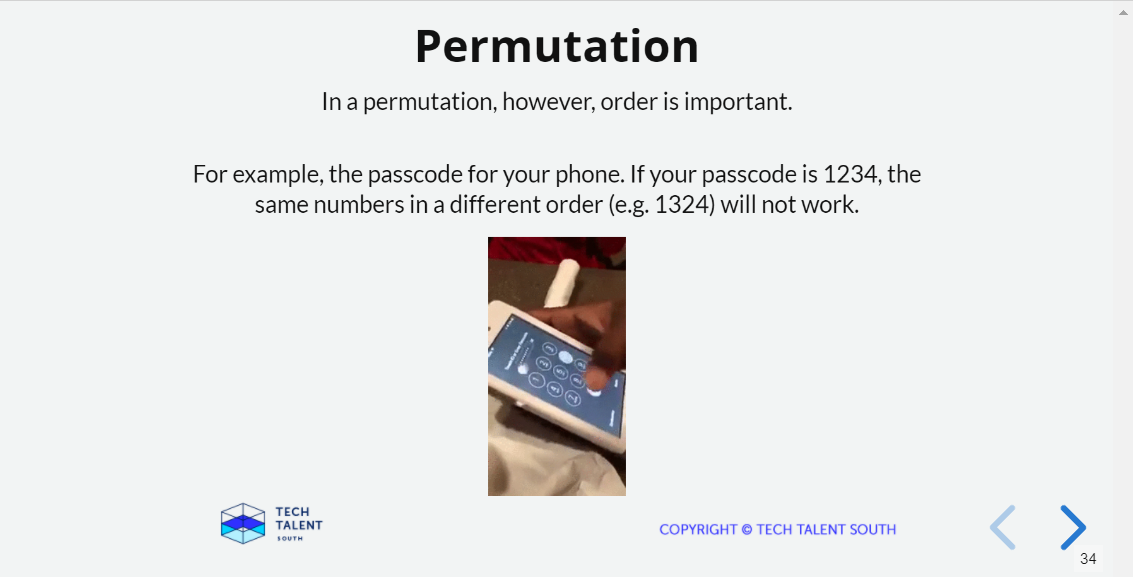 Permutation
In a permutation, however, order is important.
For example, the passcode for your phone. If your passcode is 1234, the
same numbers in a different order (e.g. 1324) will not work.
TECH
TALENT
SOUTH
COPYRIGHT © TECH TALENT SOUTH
34